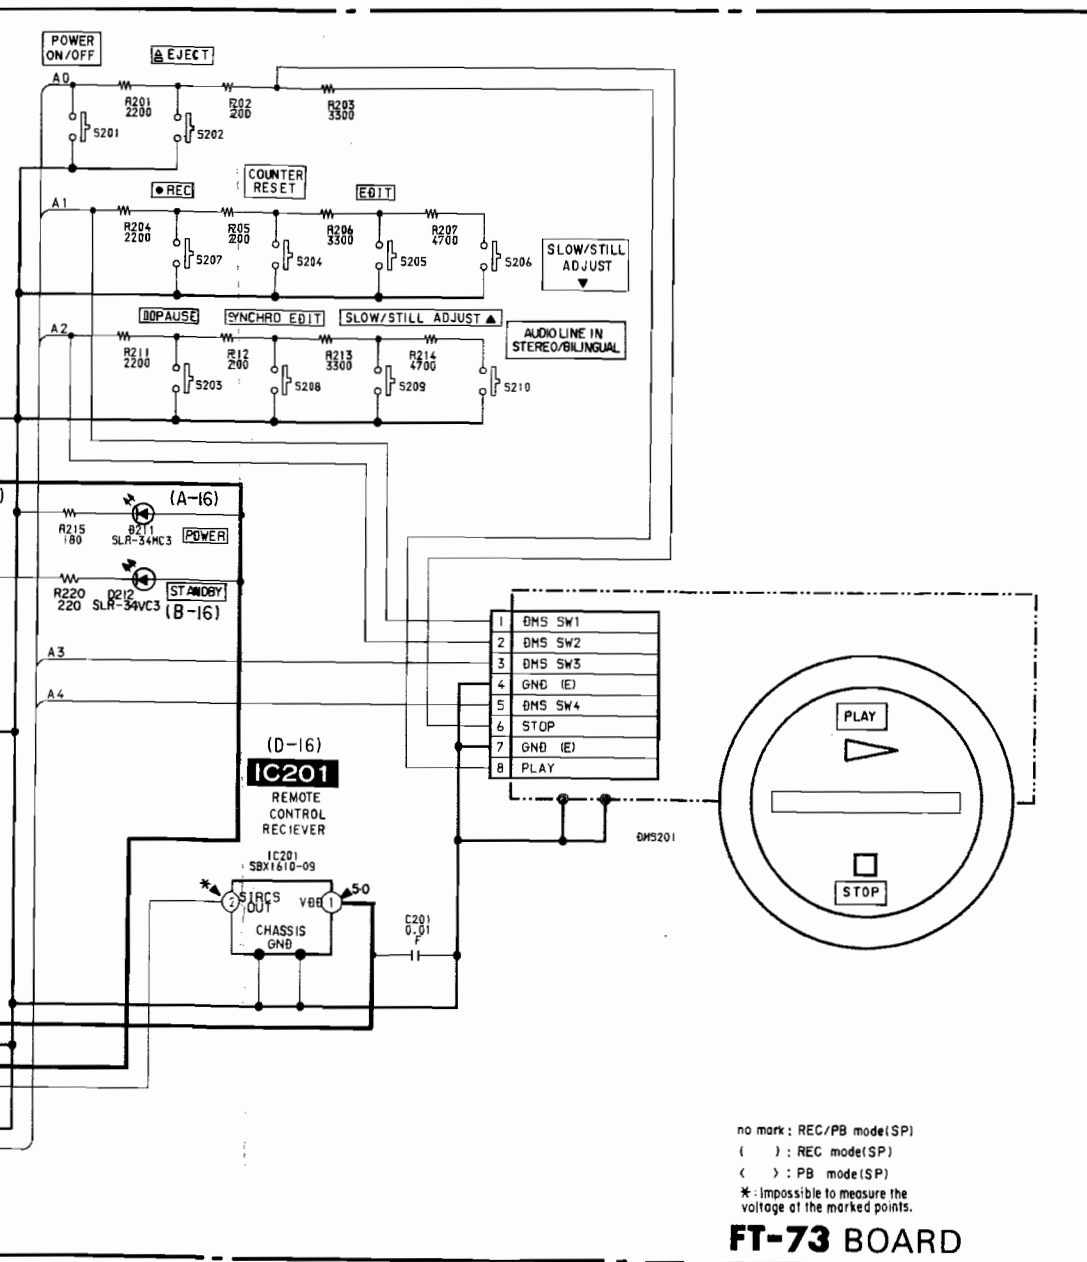 POWER
ON/OFF
EJECT
A0
R201
2200
R202
R203
3300
S201
S202
COUNTER
RESET
● REC
EDIT
A1
R204
2200
R205
R206
3300
R207
4700
S207
S204
S205
S206
SLOW/STILL
ADJUST
▼
PAUSE
SYNCHRO EDIT
SLOW/STILL ADJUST ▲
AUDIO LINE IN
STEREO/BILINGUAL
A2
R211
2200
R212
R213
3300
R214
4700
S203
S208
S209
S210
(A-16)
R215
180
D211
SLR-34MC3
POWER
R220
220
D212
SLR-34VC3
STANDBY
(B-16)
A3
A4
1 DMS SW1
2 DMS SW2
3 DMS SW3
4 GND (E)
5 DMS SW4
6 STOP
7 GND (E)
8 PLAY
PLAY
STOP
DMS201
(D-16)
IC201
REMOTE
CONTROL
RECIEVER
IC201
SBX1610-09
*
2
SIRCS
OUT
VDD
1
5.0
CHASSIS
GND
C201
0.01
F
no mark : REC/PB mode(SP)
( ) : REC mode(SP)
< > : PB mode(SP)
* : Impossible to measure the
voltage at the marked points.
FT-73 BOARD